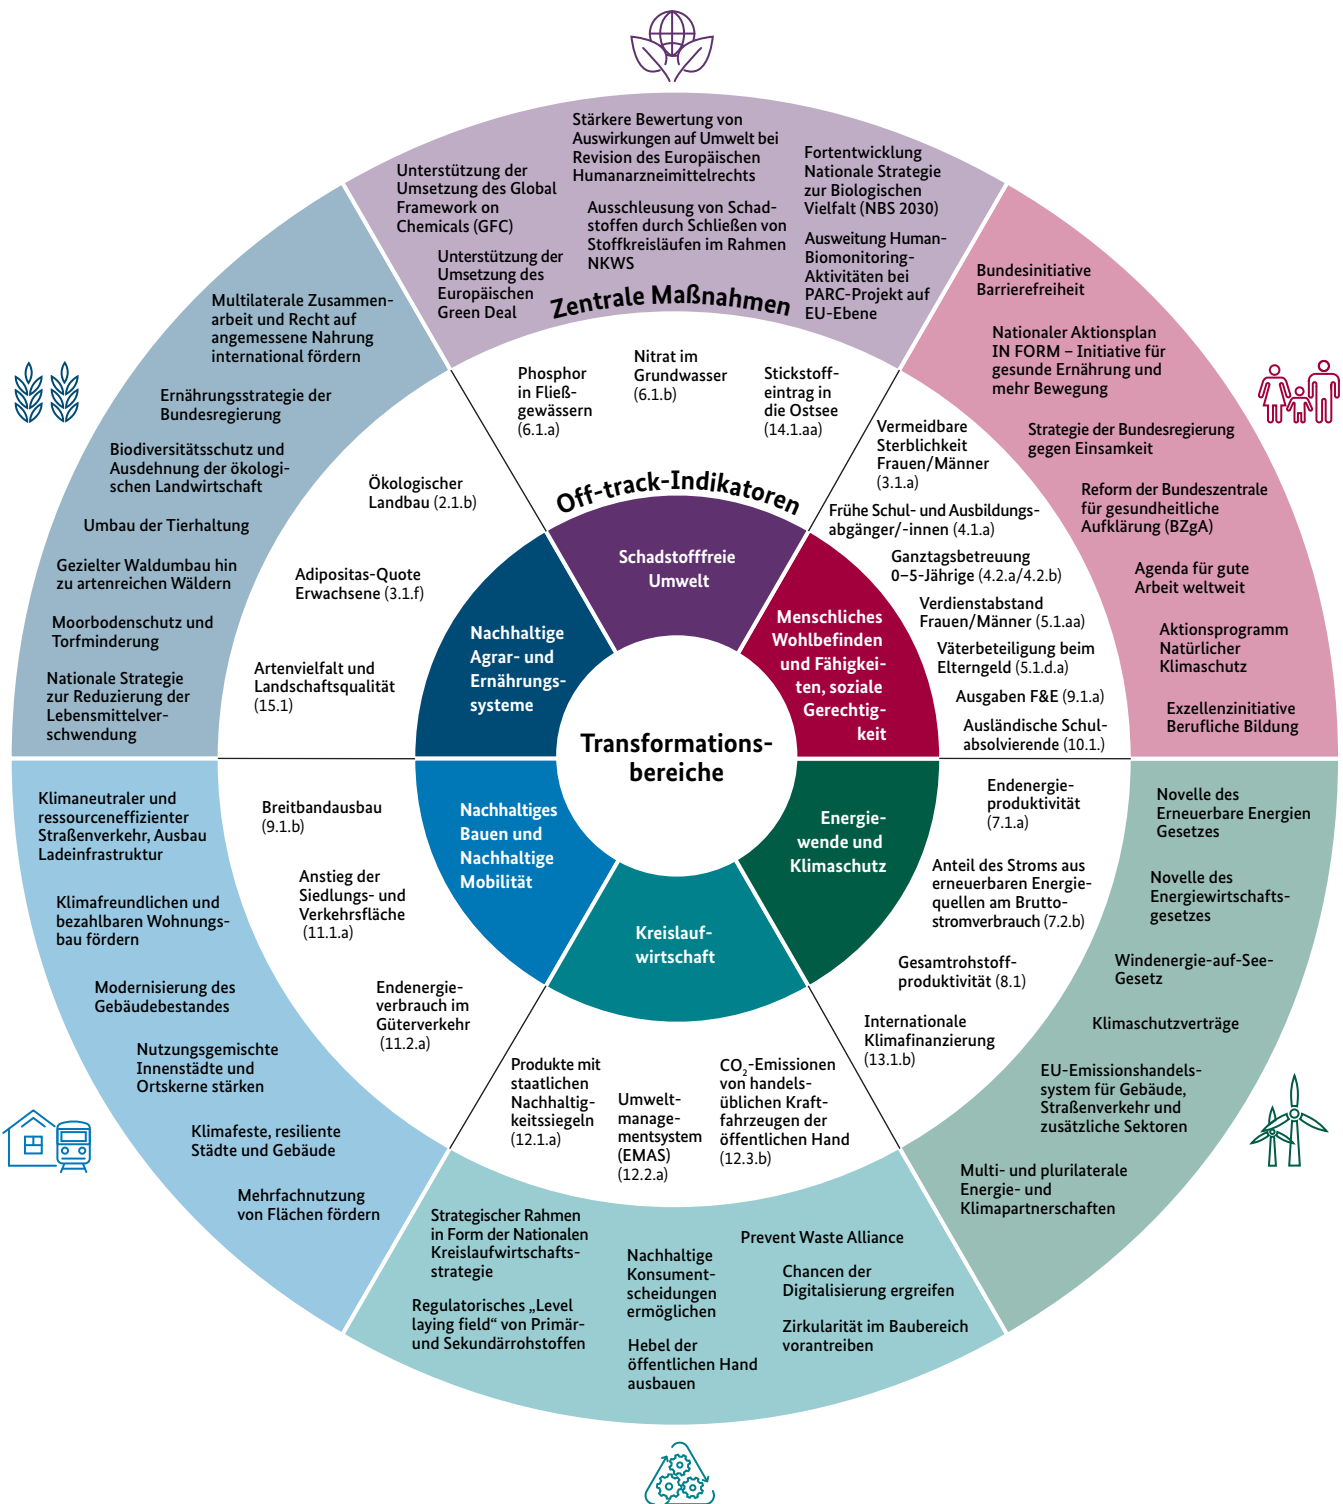 Stärkere Bewertung von
Auswirkungen auf Umwelt bei
Revision des Europäischen
Humanarzneimittelrechts
Fortentwicklung
Nationale Strategie
zur Biologischen
Vielfalt (NBS 2030)
Unterstützung der
Umsetzung des Global
Framework on
Chemicals (GFC)
Ausschleusung von Schad-
stoffen durch Schließen von
Stoffkreisläufen im Rahmen
NKWS
Ausweitung Human-
Biomonitoring-
Aktivitäten bei
PARC-Projekt auf
EU-Ebene
Unterstützung der
Umsetzung des
Europäischen
Green Deal
Zentrale Maßnahmen
Phosphor
in Fließ-
gewässern
(6.1.a)
Nitrat im
Grundwasser
(6.1.b)
Stickstoff-
eintrag in
die Ostsee
(14.1.aa)
Off-track-Indikatoren
Schadstofffreie
Umwelt
Bundesinitiative
Barrierefreiheit
Nationaler Aktionsplan
IN FORM – Initiative für
gesunde Ernährung und
mehr Bewegung
Strategie der Bundesregierung
gegen Einsamkeit
Reform der Bundeszentrale
für gesundheitliche
Aufklärung (BZgA)
Agenda für gute
Arbeit weltweit
Aktionsprogramm
Natürlicher
Klimaschutz
Exzellenzinitiative
Berufliche Bildung
Vermeidbare
Sterblichkeit
Frauen/Männer
(3.1.a)
Frühe Schul- und Ausbildungs-
abgänger/-innen (4.1.a)
Ganztagsbetreuung
0–5-Jährige (4.2.a/4.2.b)
Verdienstabstand
Frauen/Männer (5.1.aa)
Väterbeteiligung beim
Elterngeld (5.1.d.a)
Ausgaben F&E (9.1.a)
Ausländische Schul-
absolvierende (10.1.)
Menschliches
Wohlbefinden
und Fähigkei-
ten, soziale
Gerechtig-
keit
Multilaterale Zusammen-
arbeit und Recht auf
angemessene Nahrung
international fördern
Ernährungsstrategie der
Bundesregierung
Biodiversitätsschutz und
Ausdehnung der ökologi-
schen Landwirtschaft
Umbau der Tierhaltung
Gezielter Waldumbau hin
zu artenreichen Wäldern
Moorbodenschutz und
Torfminderung
Nationale Strategie
zur Reduzierung der
Lebensmittelver-
schwendung
Ökologischer
Landbau (2.1.b)
Adipositas-Quote
Erwachsene (3.1.f)
Artenvielfalt und
Landschaftsqualität
(15.1)
Nachhaltige
Agrar- und
Ernährungs-
systeme
Transformations-
bereiche
Klimaneutraler und
ressourceneffizienter
Straßenverkehr, Ausbau
Ladeinfrastruktur
Klimafreundlichen und
bezahlbaren Wohnungs-
bau fördern
Modernisierung des
Gebäudebestandes
Nutzungsgemischte
Innenstädte und
Ortskerne stärken
Klimafeste, resiliente
Städte und Gebäude
Mehrfachnutzung
von Flächen fördern
Breitbandausbau
(9.1.b)
Anstieg der
Siedlungs- und
Verkehrsfläche
(11.1.a)
Endenergie-
verbrauch im
Güterverkehr
(11.2.a)
Nachhaltiges
Bauen und
Nachhaltige
Mobilität
Energie-
wende und
Klimaschutz
Endenergie-
produktivität
(7.1.a)
Anteil des Stroms aus
erneuerbaren Energie-
quellen am Brutto-
stromverbrauch (7.2.b)
Gesamtrohstoff-
produktivität (8.1)
Internationale
Klimafinanzierung
(13.1.b)
Novelle des
Erneuerbare Energien
Gesetzes
Novelle des
Energiewirtschafts-
gesetzes
Windenergie-auf-See-
Gesetz
Klimaschutzverträge
EU-Emissionshandels-
system für Gebäude,
Straßenverkehr und
zusätzliche Sektoren
Multi- und plurilaterale
Energie- und
Klimapartnerschaften
Kreislauf-
wirtschaft
Produkte mit
staatlichen
Nachhaltig-
keitssiegeln
(12.1.a)
Umwelt-
manage-
mentsystem
(EMAS)
(12.2.a)
CO₂-Emissionen
von handels-
üblichen Kraft-
fahrzeugen der
öffentlichen Hand
(12.3.b)
Strategischer Rahmen
in Form der Nationalen
Kreislaufwirtschafts-
strategie
Regulatorisches „Level
laying field“ von Primär-
und Sekundärrohstoffen
Nachhaltige
Konsument-
scheidungen
ermöglichen
Hebel der
öffentlichen Hand
ausbauen
Prevent Waste Alliance
Chancen der
Digitalisierung ergreifen
Zirkularität im Baubereich
vorantreiben